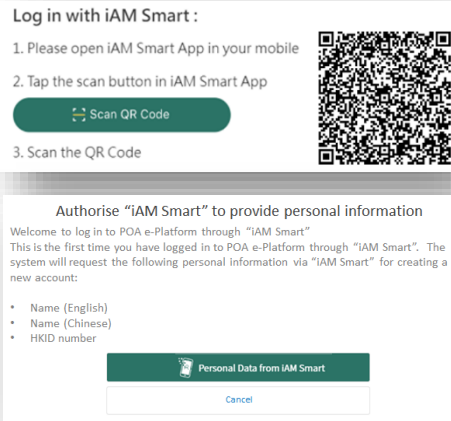 Log in with iAM Smart :
1. Please open iAM Smart App in your mobile
2. Tap the scan button in iAM Smart App
Scan QR Code
3. Scan the QR Code
Authorise “iAM Smart” to provide personal information
Welcome to log in to POA e-Platform through “iAM Smart”
This is the first time you have logged in to POA e-Platform through “iAM Smart”. The
system will request the following personal information via “iAM Smart” for creating a
new account:
• Name (English)
• Name (Chinese)
• HKID number
Personal Data from iAM Smart
Cancel